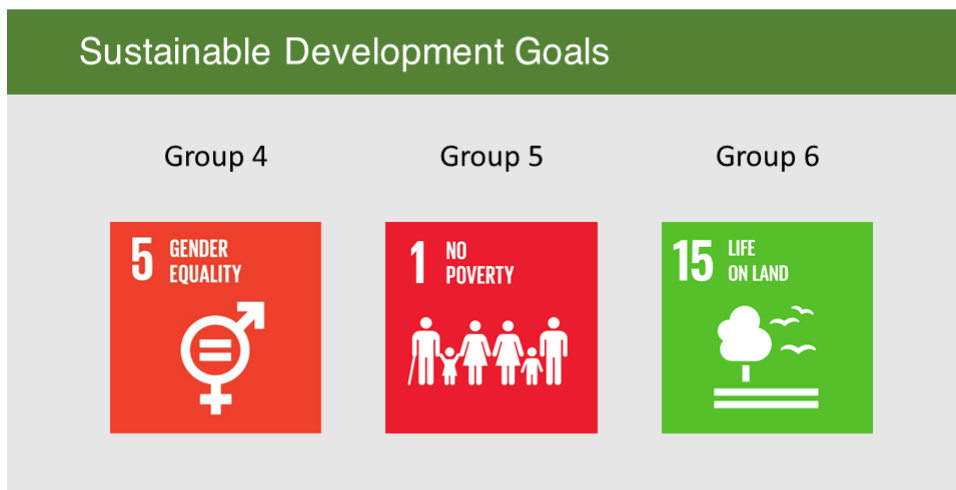 Sustainable Development Goals
Group 4
Group 5
Group 6
5 GENDER
EQUALITY
1 NO
POVERTY
15 LIFE
ON LAND